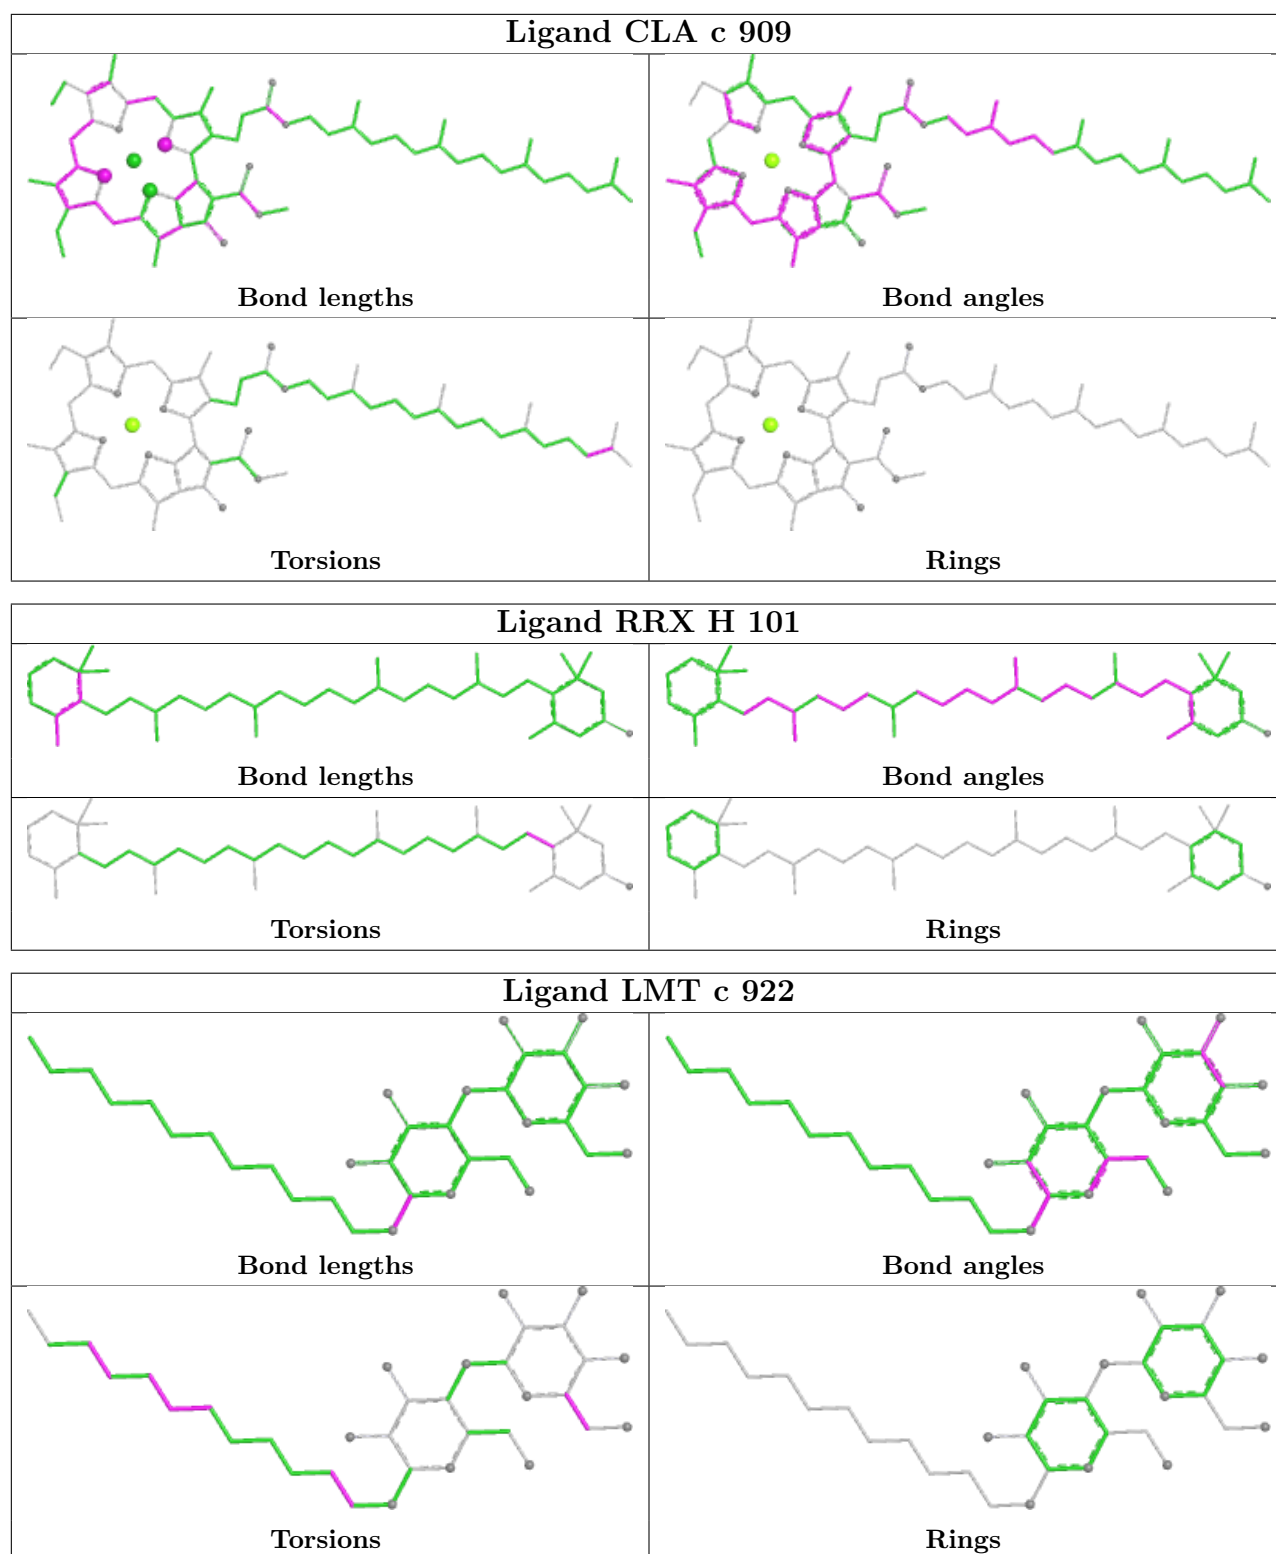 Ligand CLA c 909
Bond lengths
Bond angles
Torsions
Rings
Ligand RRX H 101
Bond lengths
Bond angles
Torsions
Rings
Ligand LMT c 922
Bond lengths
Bond angles
Torsions
Rings